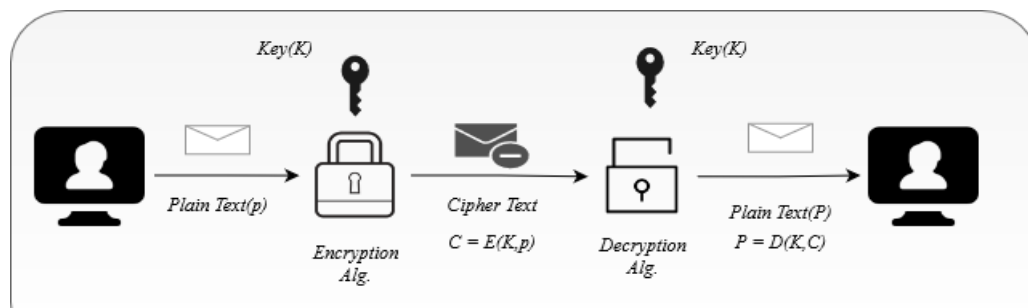 Key(K)
Key(K)
Plain Text(p)
Cipher Text
Plain Text(P)
C = E(K,p)
P = D(K,C)
Encryption
Alg.
Decryption
Alg.